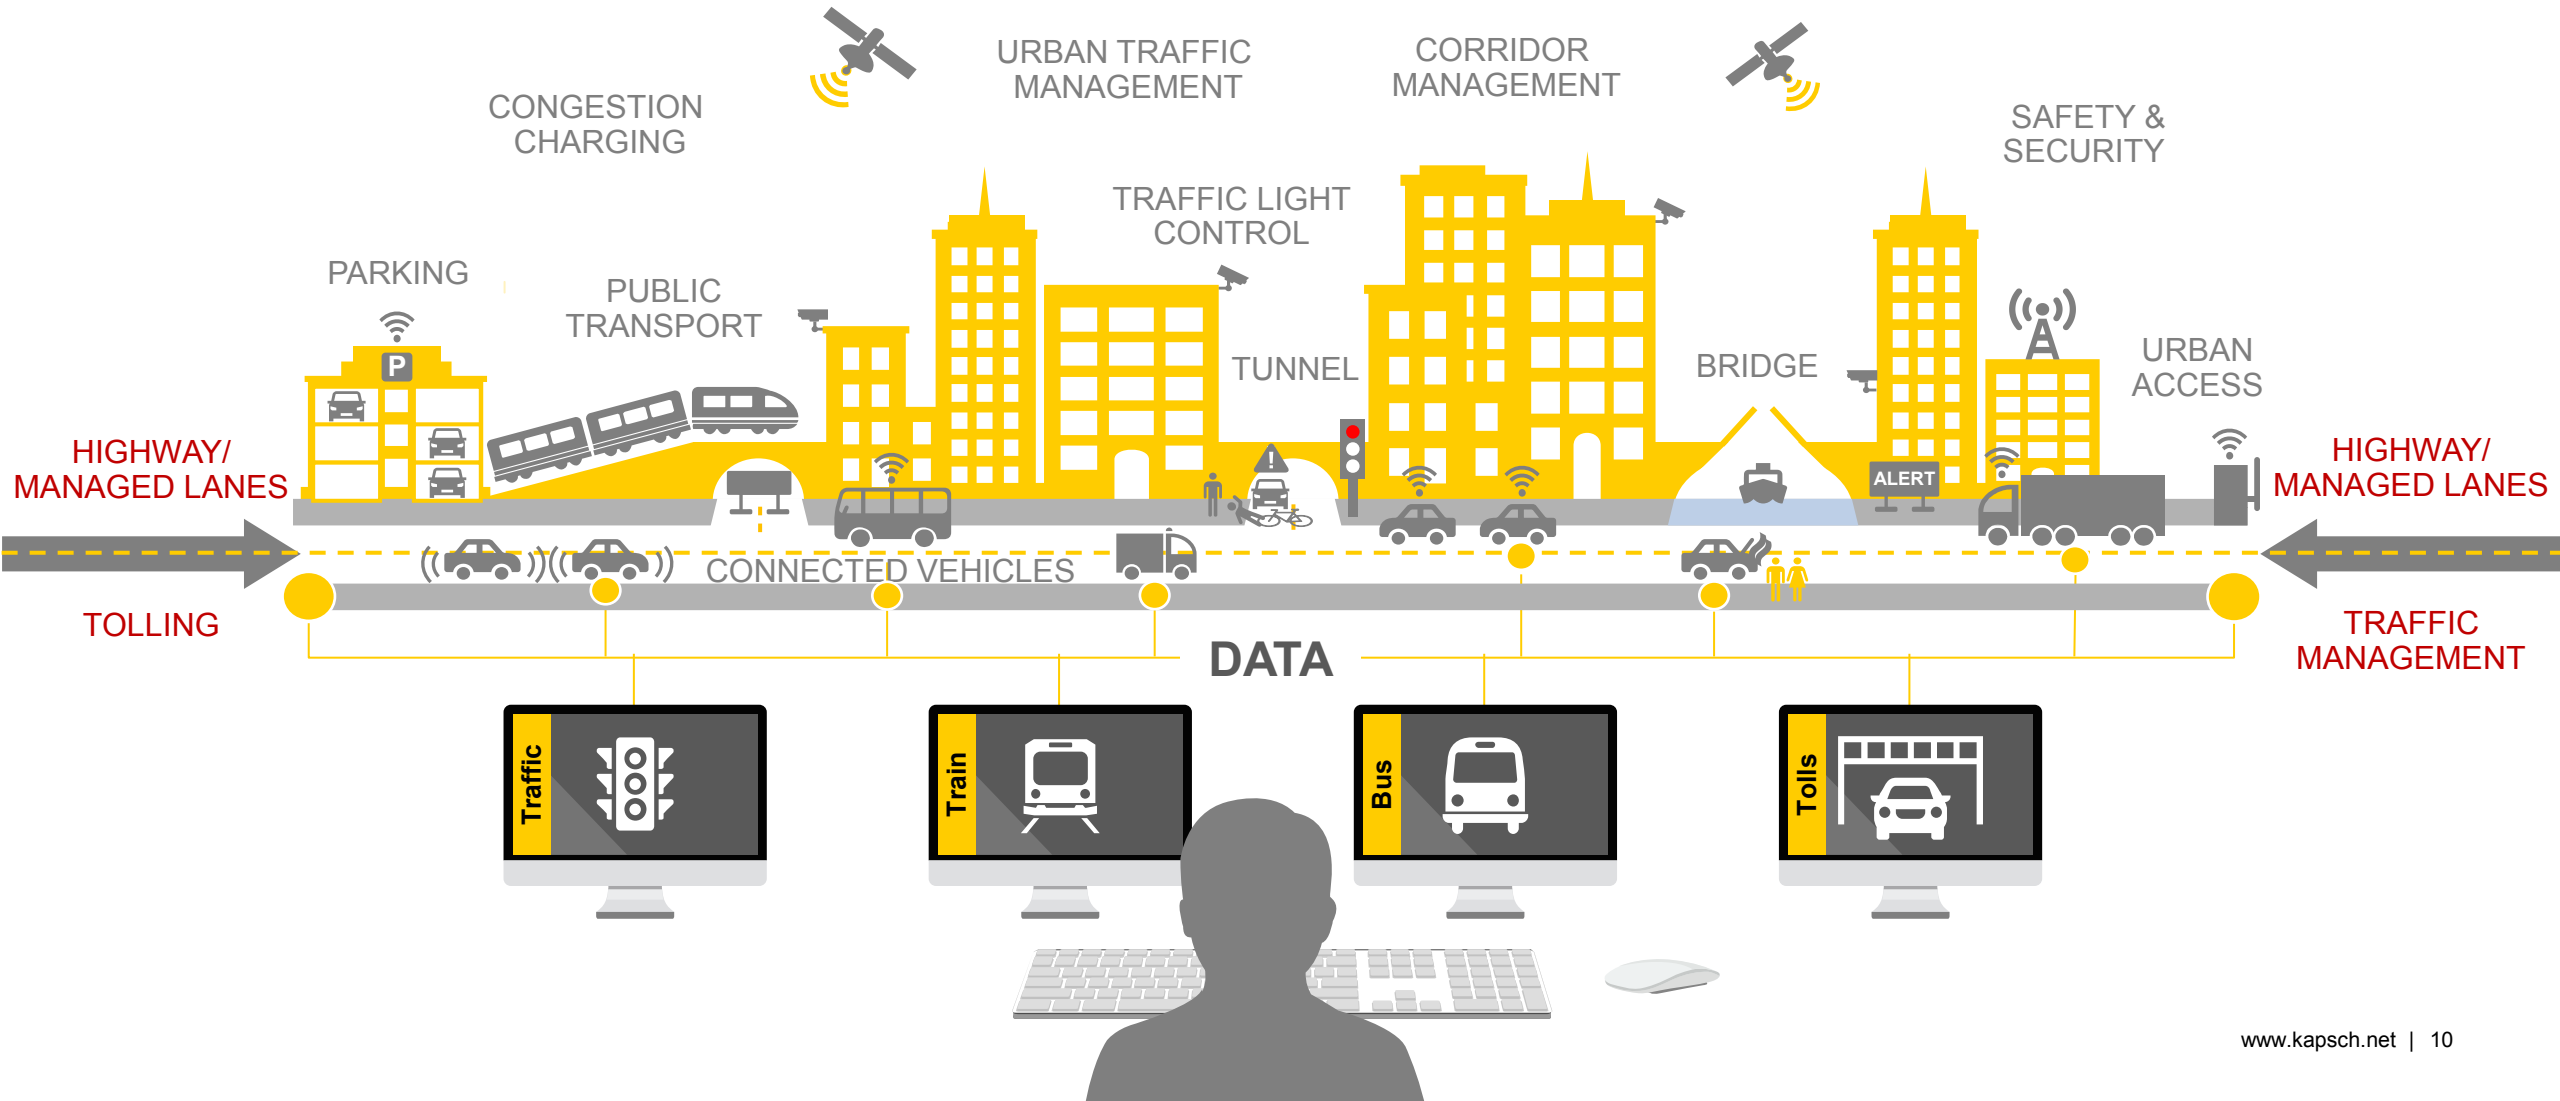 URBAN TRAFFIC
MANAGEMENT
CORRIDOR
MANAGEMENT
CONGESTION
CHARGING
SAFETY &
SECURITY
TRAFFIC LIGHT
CONTROL
PARKING
PUBLIC
TRANSPORT
TUNNEL
BRIDGE
URBAN
ACCESS
P
HIGHWAY/
MANAGED LANES
ALERT
HIGHWAY/
MANAGED LANES
CONNECTED VEHICLES
TOLLING
DATA
TRAFFIC
MANAGEMENT
Traffic
Train
Bus
Tolls
www.kapsch.net | 10